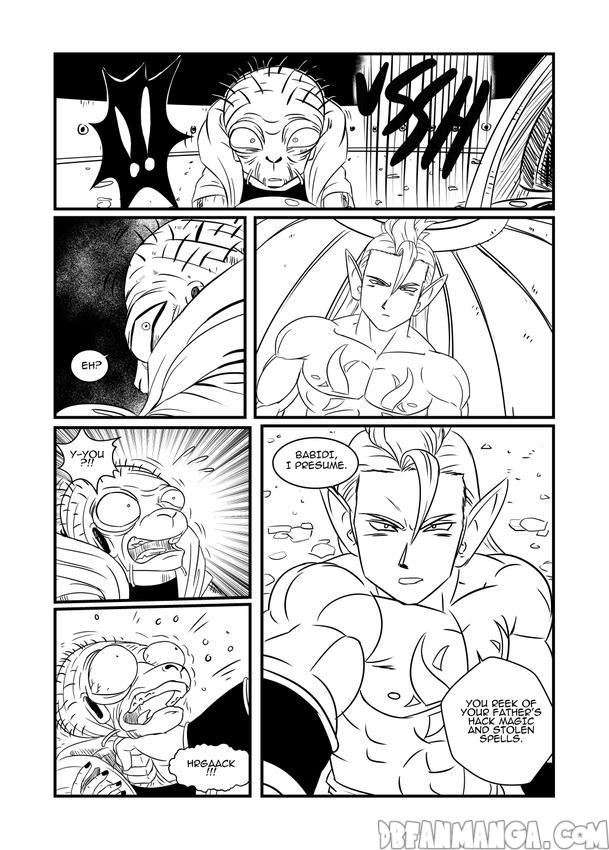 !!
VSSH
EH?
Y-YOU
?!!
BABIDI,
I PRESUME.
YOU REEK OF
YOUR FATHER'S
HACK MAGIC
AND STOLEN
SPELLS.
HRGAACK
!!!
DBFANMANGA.COM